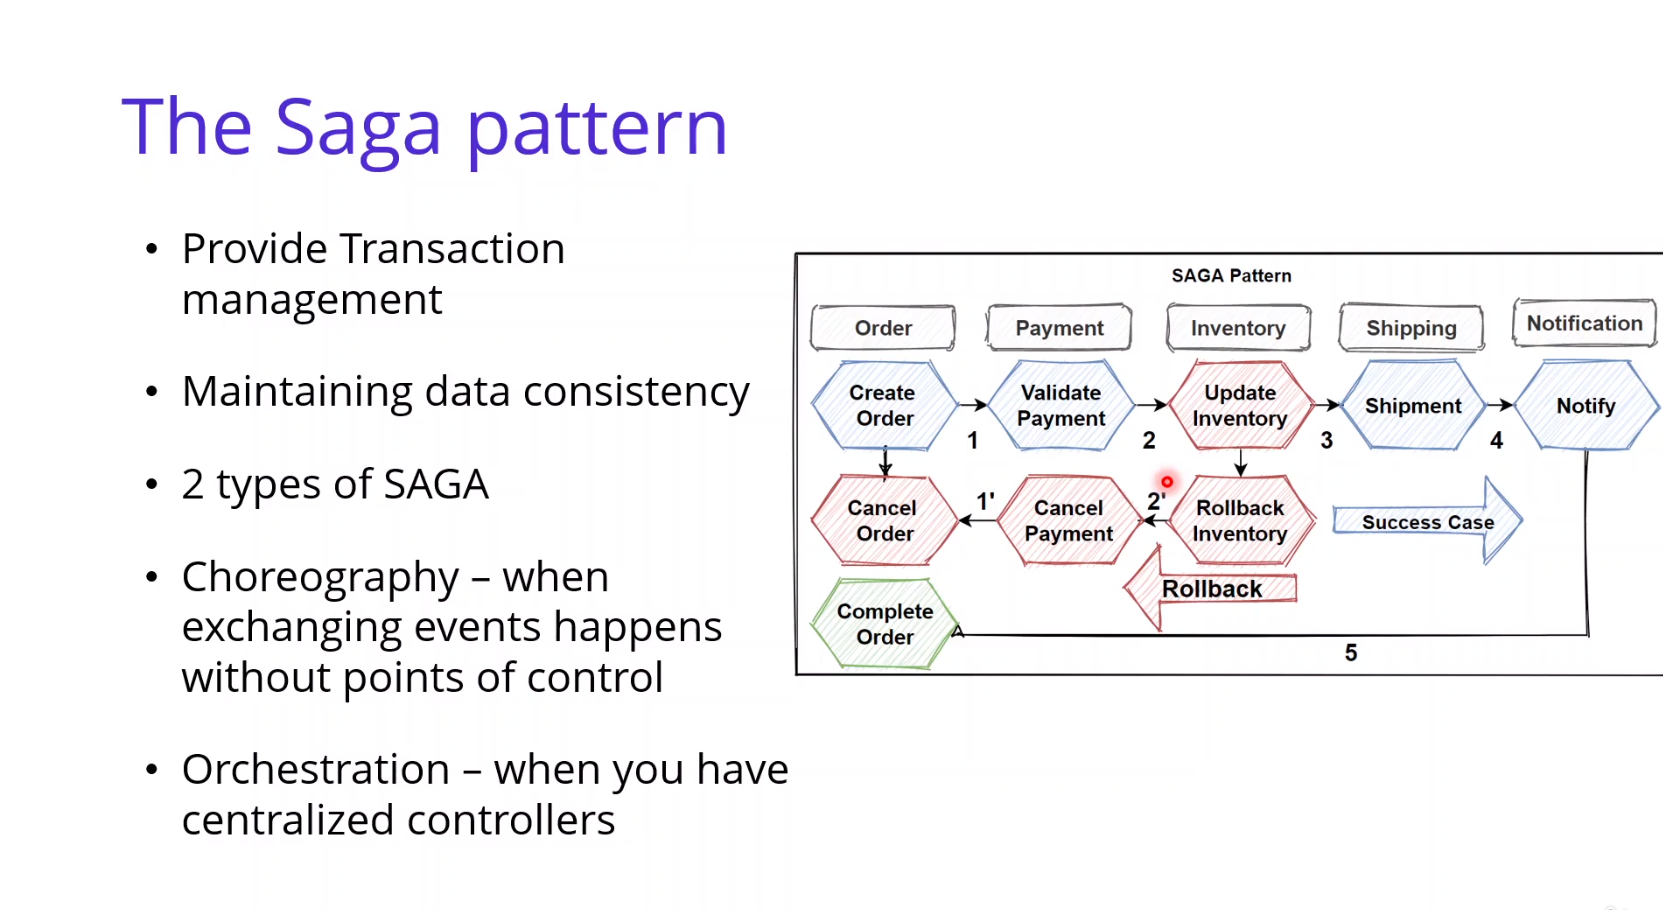 The Saga pattern
• Provide Transaction
management
• Maintaining data consistency
• 2 types of SAGA
• Choreography – when
exchanging events happens
without points of control
• Orchestration – when you have
centralized controllers
SAGA Pattern
Order
Payment
Inventory
Shipping
Notification
Create
Order
1
Validate
Payment
2
Update
Inventory
3
Shipment
4
Notify
Cancel
Order
1'
Cancel
Payment
2'
Rollback
Inventory
Success Case
Rollback
Complete
Order
5